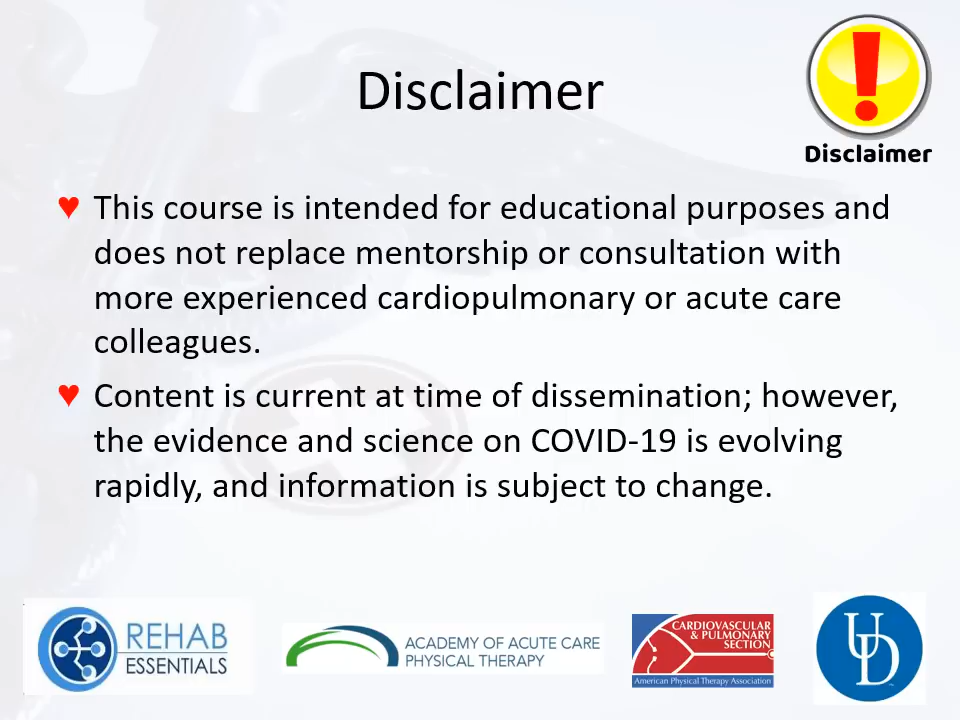 Disclaimer
Disclaimer
♥ This course is intended for educational purposes and
does not replace mentorship or consultation with
more experienced cardiopulmonary or acute care
colleagues.
♥ Content is current at time of dissemination; however,
the evidence and science on COVID-19 is evolving
rapidly, and information is subject to change.
REHAB
ESSENTIALS
ACADEMY OF ACUTE CARE
PHYSICAL THERAPY
CARDIOVASCULAR
& PULMONARY
SECTION
American Physical Therapy Association
UD